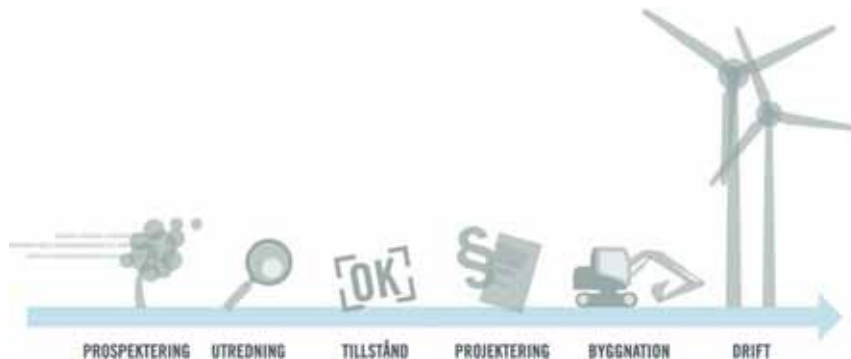 OK
§
PROSPEKTERING UTREDNING TILLSTÅND PROJEKTERING BYGGNATION DRIFT